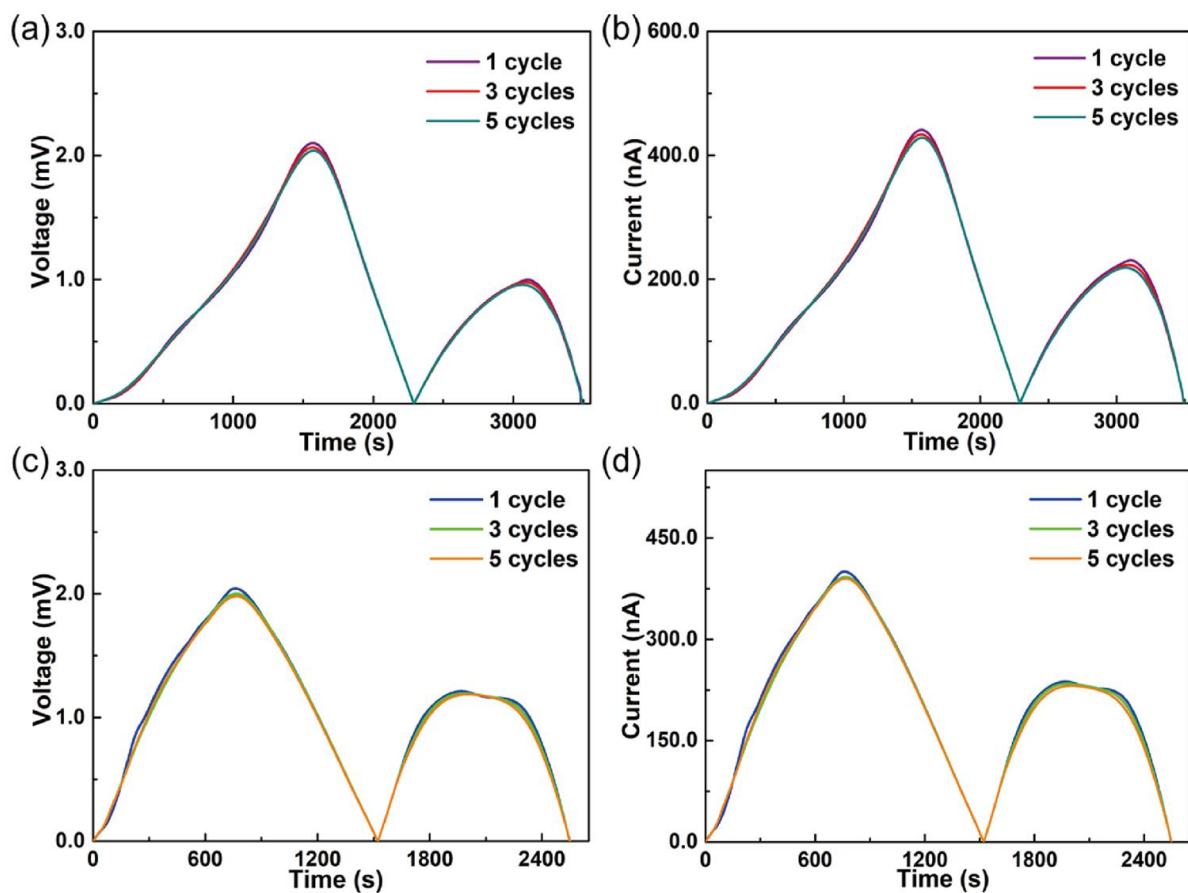 (a)
3.0
2.0
1.0
0.0
Voltage (mV)
1 cycle
3 cycles
5 cycles
0
1000
2000
3000
Time (s)
(b)
600.0
400.0
200.0
0.0
Current (nA)
1 cycle
3 cycles
5 cycles
0
1000
2000
3000
Time (s)
(c)
3.0
2.0
1.0
0.0
Voltage (mV)
1 cycle
3 cycles
5 cycles
0
600
1200
1800
2400
Time (s)
(d)
450.0
300.0
150.0
0.0
Current (nA)
1 cycle
3 cycles
5 cycles
0
600
1200
1800
2400
Time (s)